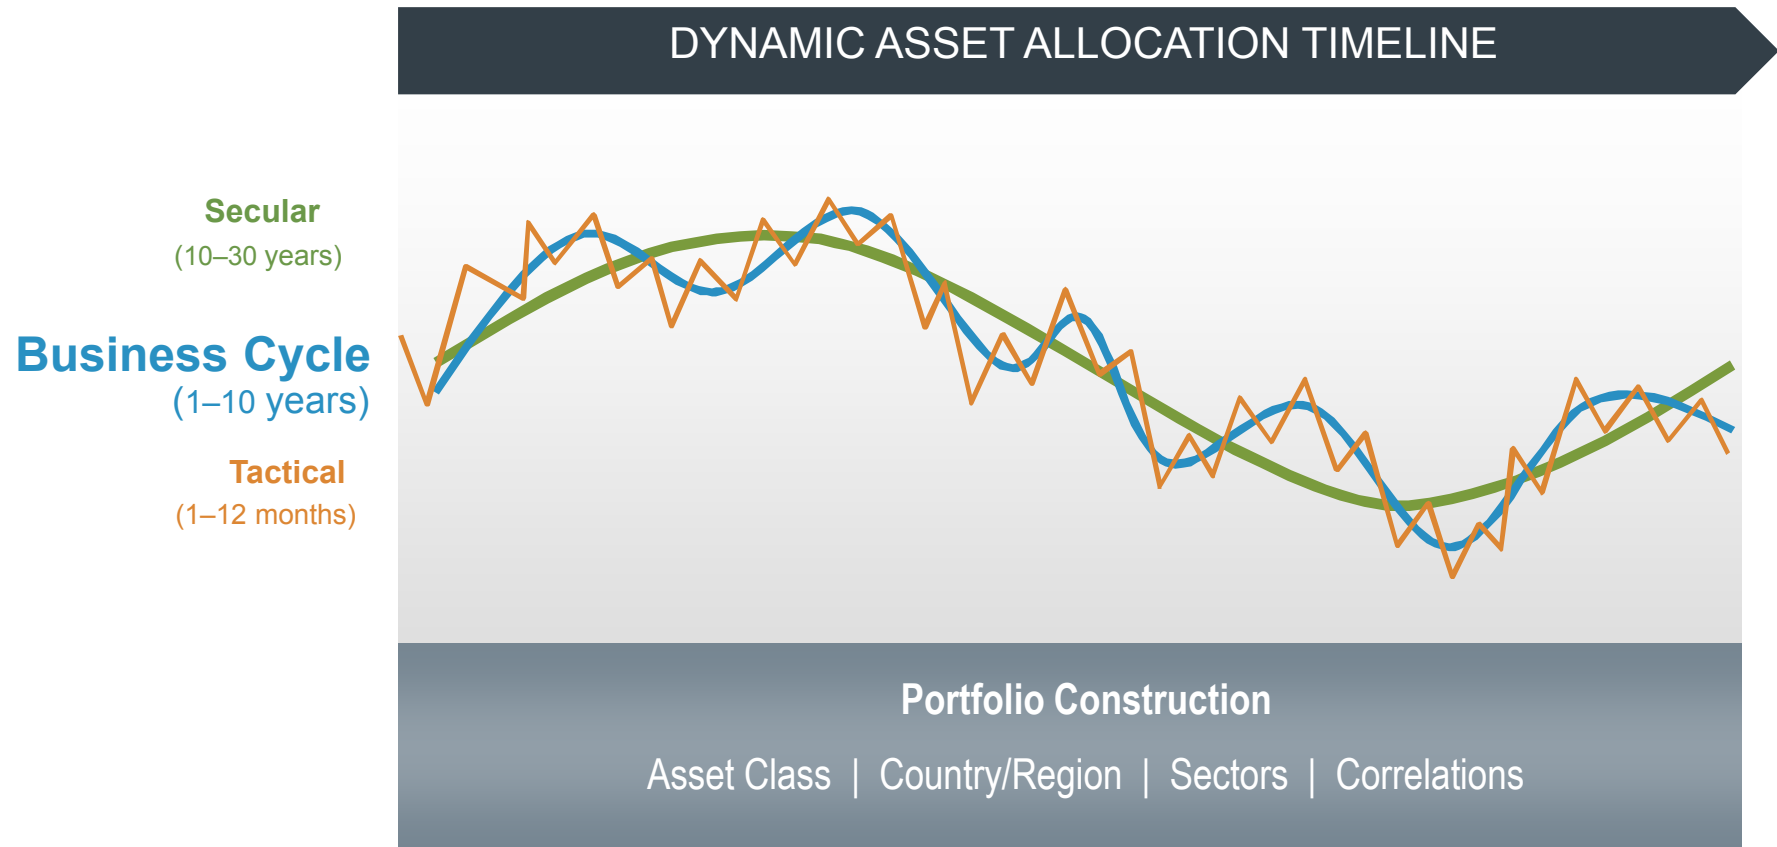 DYNAMIC ASSET ALLOCATION TIMELINE
Secular
(10–30 years)
Business Cycle
(1–10 years)
Tactical
(1–12 months)
Portfolio Construction
Asset Class | Country/Region | Sectors | Correlations